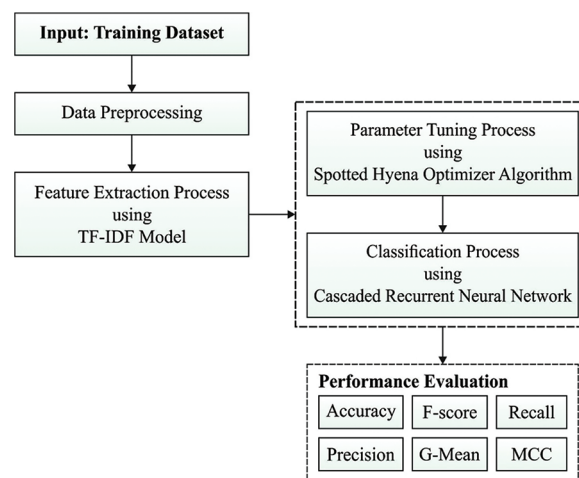 Input: Training Dataset
Data Preprocessing
Feature Extraction Process
using
TF-IDF Model
Parameter Tuning Process
using
Spotted Hyena Optimizer Algorithm
Classification Process
using
Cascaded Recurrent Neural Network
Performance Evaluation
Accuracy F-score Recall
Precision G-Mean MCC